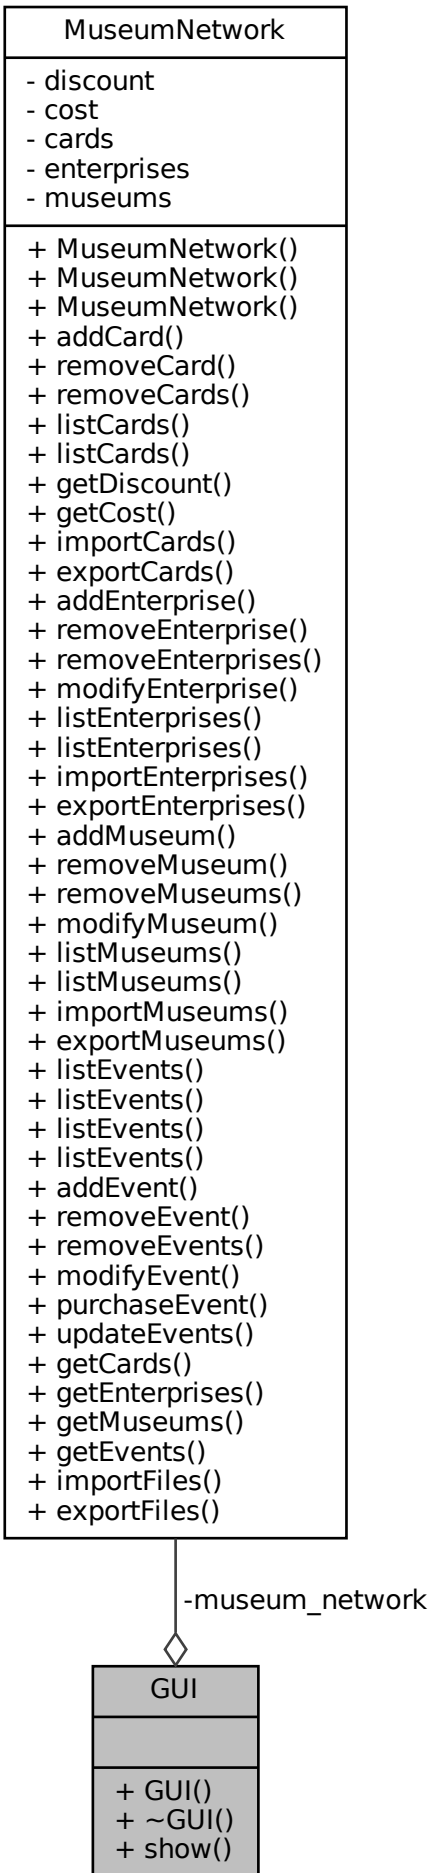 MuseumNetwork
- discount
- cost
- cards
- enterprises
- museums
+ MuseumNetwork()
+ MuseumNetwork()
+ MuseumNetwork()
+ addCard()
+ removeCard()
+ removeCards()
+ listCards()
+ listCards()
+ getDiscount()
+ getCost()
+ importCards()
+ exportCards()
+ addEnterprise()
+ removeEnterprise()
+ removeEnterprises()
+ modifyEnterprise()
+ listEnterprises()
+ listEnterprises()
+ importEnterprises()
+ exportEnterprises()
+ addMuseum()
+ removeMuseum()
+ removeMuseums()
+ modifyMuseum()
+ listMuseums()
+ listMuseums()
+ importMuseums()
+ exportMuseums()
+ listEvents()
+ listEvents()
+ listEvents()
+ listEvents()
+ addEvent()
+ removeEvent()
+ removeEvents()
+ modifyEvent()
+ purchaseEvent()
+ updateEvents()
+ getCards()
+ getEnterprises()
+ getMuseums()
+ getEvents()
+ importFiles()
+ exportFiles()
-museum_network
GUI
+ GUI()
+ ~GUI()
+ show()